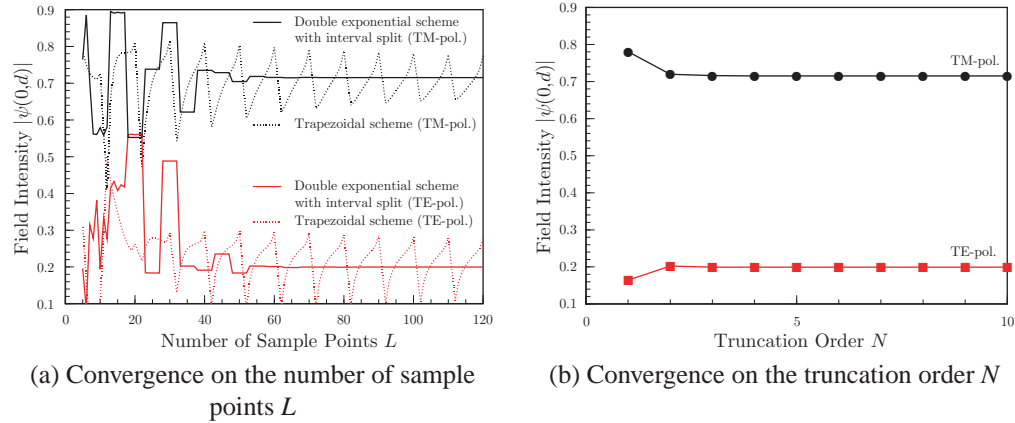 0.9
0.8
0.7
0.6
0.5
0.4
0.3
0.2
0.1
Field Intensity |ψ(0,d)|
Double exponential scheme
with interval split (TM-pol.)
Trapezoidal scheme (TM-pol.)
Double exponential scheme
with interval split (TE-pol.)
Trapezoidal scheme (TE-pol.)
0 20 40 60 80 100 120
Number of Sample Points L
(a) Convergence on the number of sample
points L
0.9
0.8
0.7
0.6
0.5
0.4
0.3
0.2
0.1
Field Intensity |ψ(0,d)|
TM-pol.
TE-pol.
0 5 10
Truncation Order N
(b) Convergence on the truncation order N